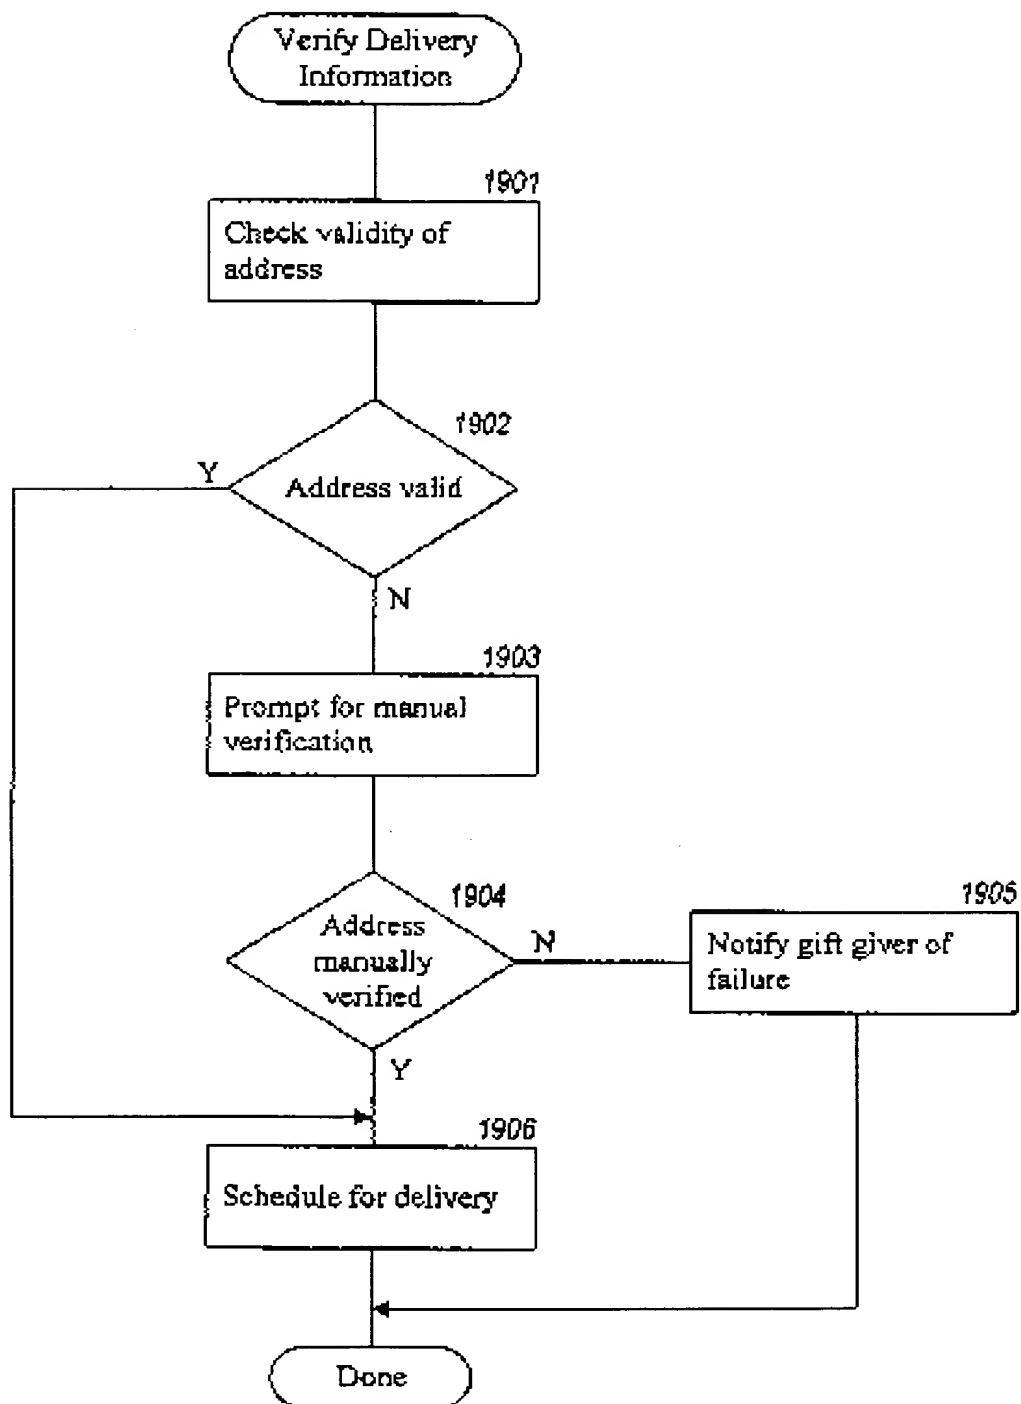 Verify Delivery
Information
1901
Check validity of
address
1902
Y
Address valid
N
1903
Prompt for manual
verification
1904
Address
manually
verified
N
1905
Notify gift giver of
failure
Y
1906
Schedule for delivery
Done